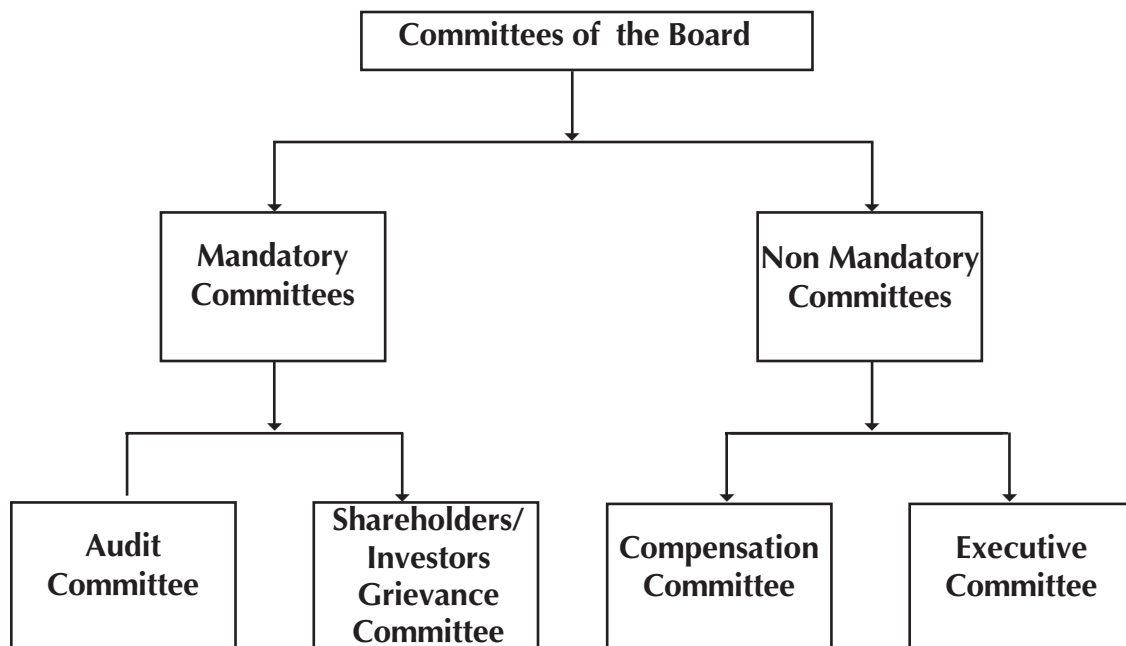 Committees of the Board
Mandatory
Committees
Non Mandatory
Committees
Audit
Committee
Shareholders/
Investors
Grievance
Committee
Compensation
Committee
Executive
Committee